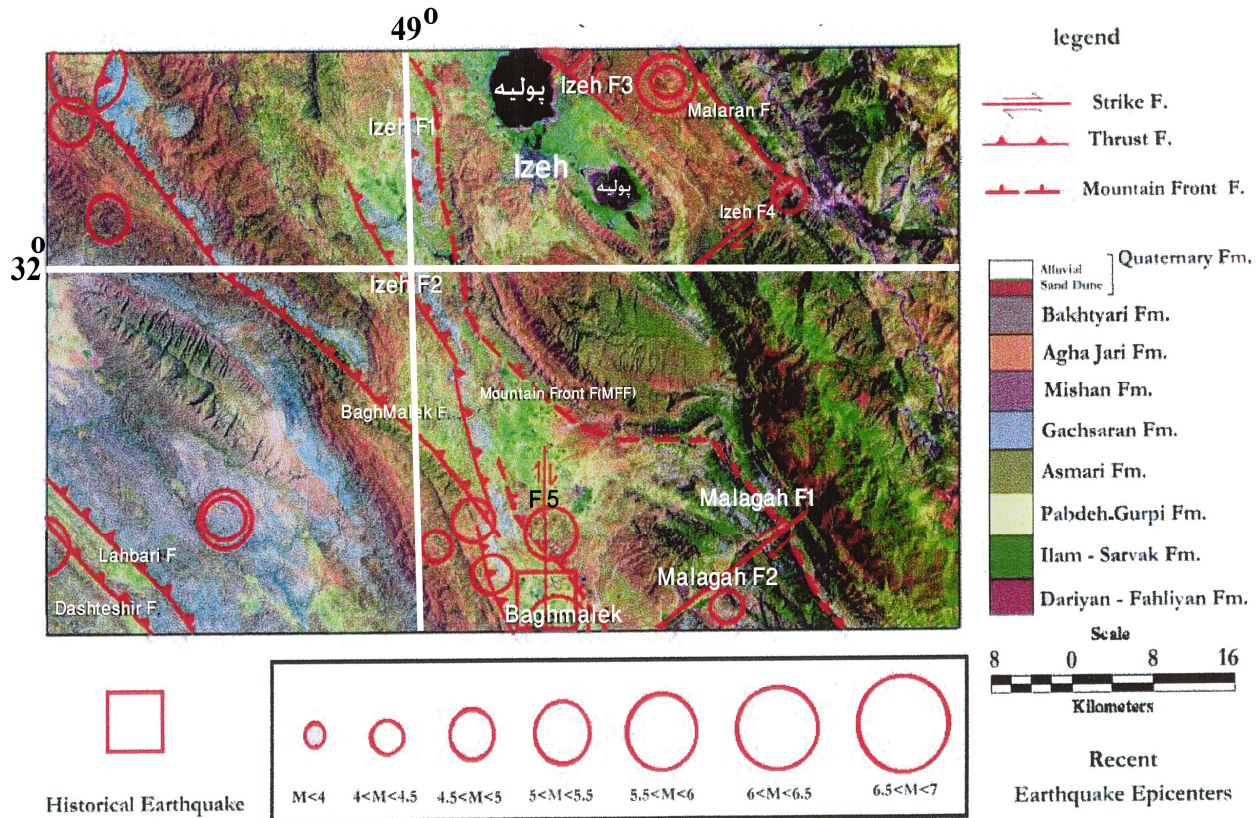 49°
legend
پولیه
Izeh F3
Malaran F
Strike F.
Izeh F1
Thrust F.
Izeh
پولیه
Mountain Front F.
Izeh F4
32°
Quaternary Fm.
Alluvial
Sand Dune
Izeh F2
Bakhtyari Fm.
Agha Jari Fm.
Mishan Fm.
Mountain Front F(MFF)
BaghMalek F
Gachsaran Fm.
Asmari Fm.
F 5
Malagah F1
Pabdeh.Gurpi Fm.
Lahbari F
Ilam - Sarvak Fm.
Malagah F2
Dashteshir F
Baghmalek
Dariyan - Fahliyan Fm.
Scale
8 0 8 16
Kilometers
Historical Earthquake
M<4
4<M<4.5
4.5<M<5
5<M<5.5
5.5<M<6
6<M<6.5
6.5<M<7
Recent
Earthquake Epicenters